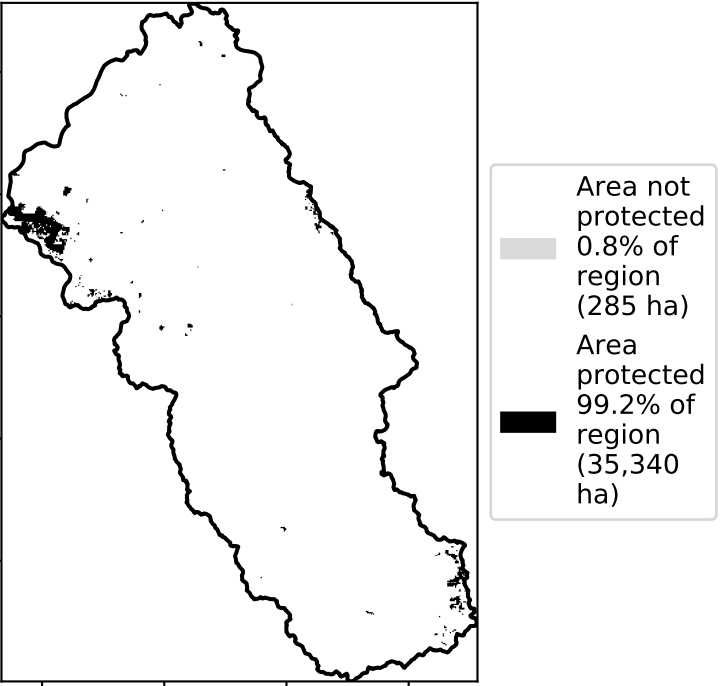 Area not
protected
0.8% of
region
(285 ha)
Area
protected
99.2% of
region
(35,340
ha)